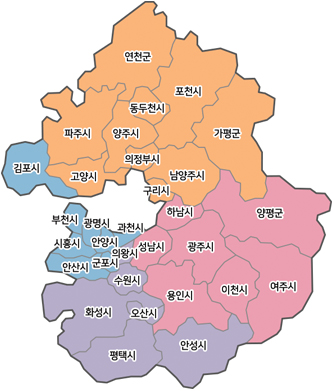 연천군
포천시
동두천시
파주시
양주시
가평군
의정부시
김포시
고양시
남양주시
구리시
하남시
양평군
부천시
광명시
과천시
시흥시
안양시
의왕시
성남시
광주시
안산시
군포시
수원시
용인시
이천시
여주시
화성시
오산시
안성시
평택시